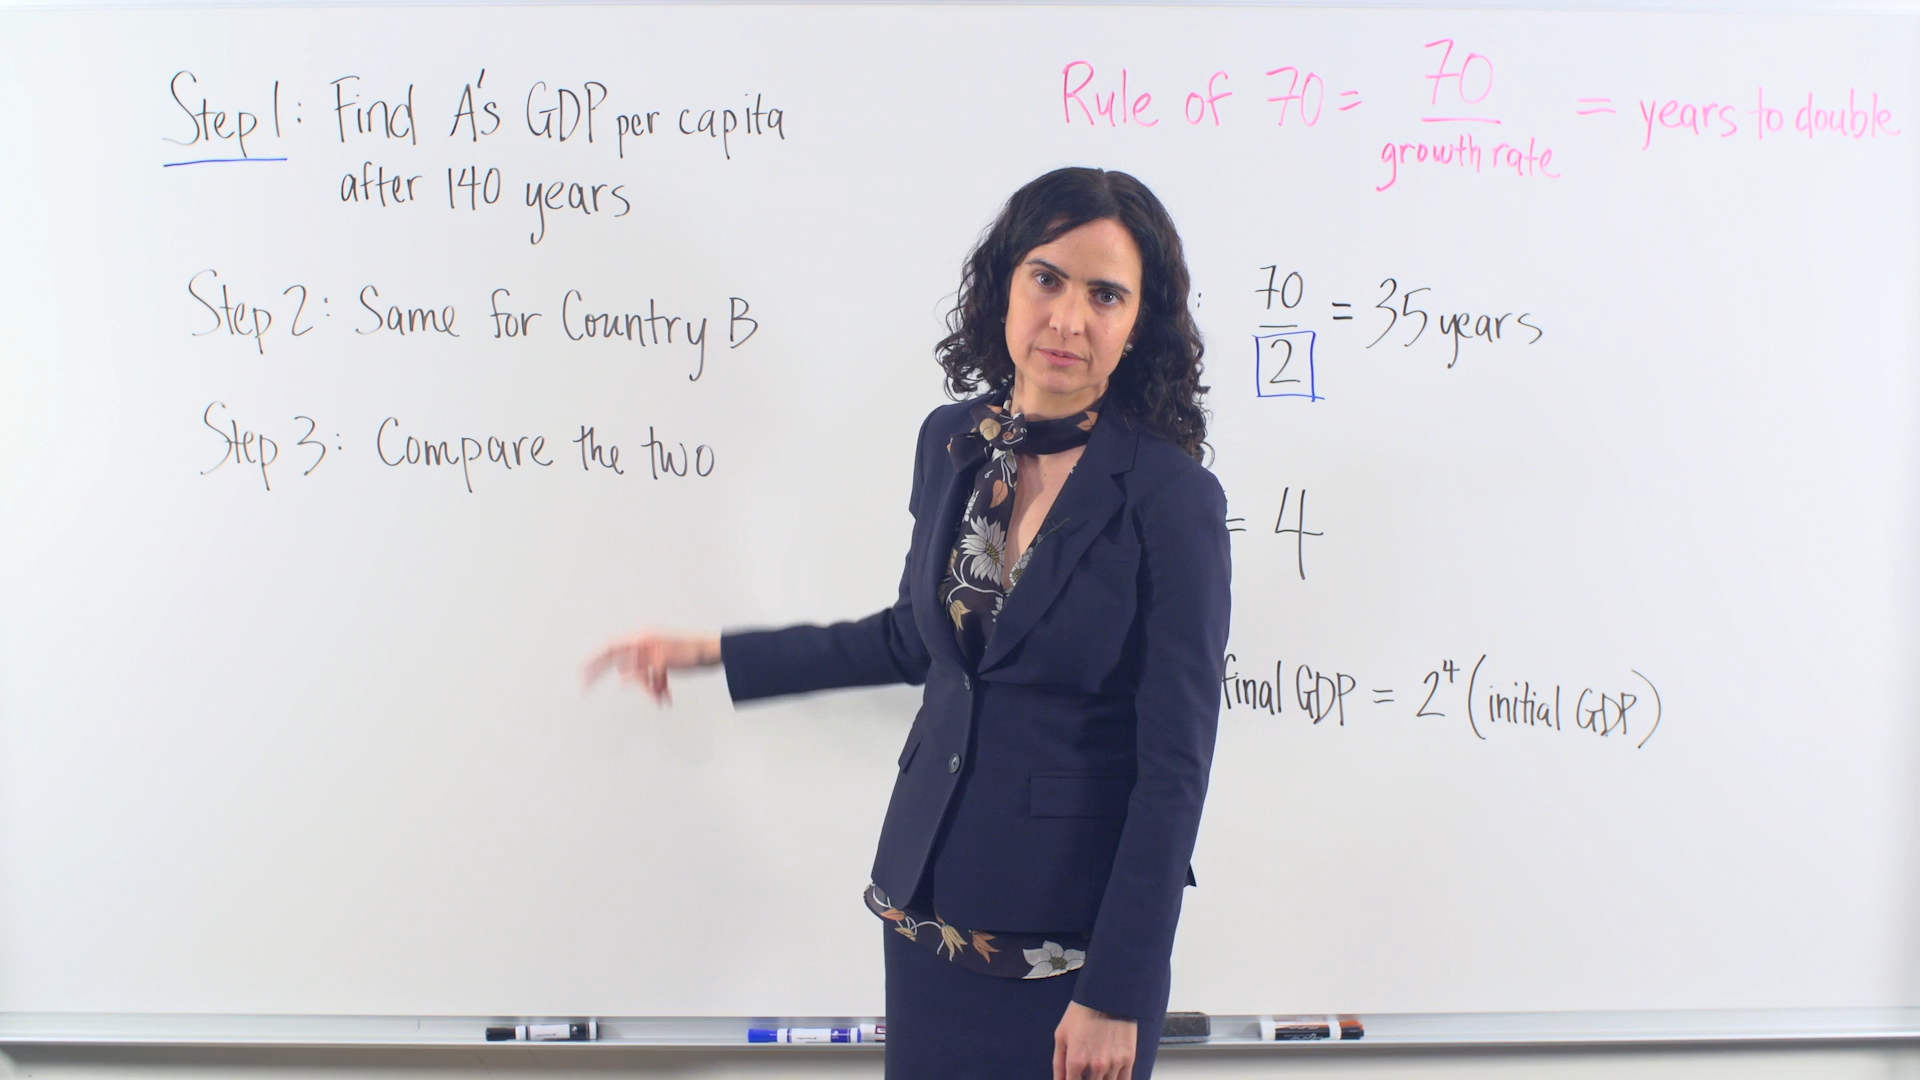 Step 1: Find A's GDP per capita
after 140 years
Step 2: Same for Country B
Step 3: Compare the two
Rule of 70 = 70 / growth rate = years to double
: 70 / 2 = 35 years
= 4
final GDP = 2⁴ (initial GDP)